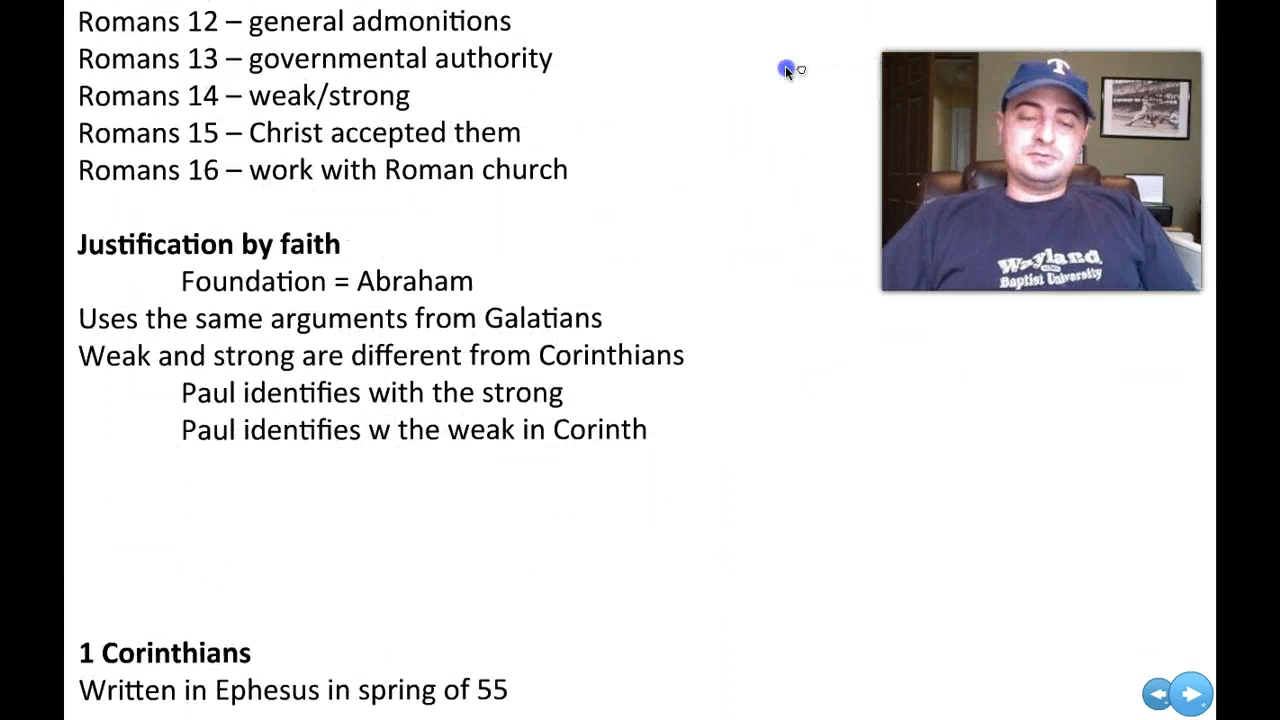 Romans 12 – general admonitions
Romans 13 – governmental authority
Romans 14 – weak/strong
Romans 15 – Christ accepted them
Romans 16 – work with Roman church
Justification by faith
Foundation = Abraham
Uses the same arguments from Galatians
Weak and strong are different from Corinthians
Paul identifies with the strong
Paul identifies w the weak in Corinth
1 Corinthians
Written in Ephesus in spring of 55
T
Wayland
Baptist University